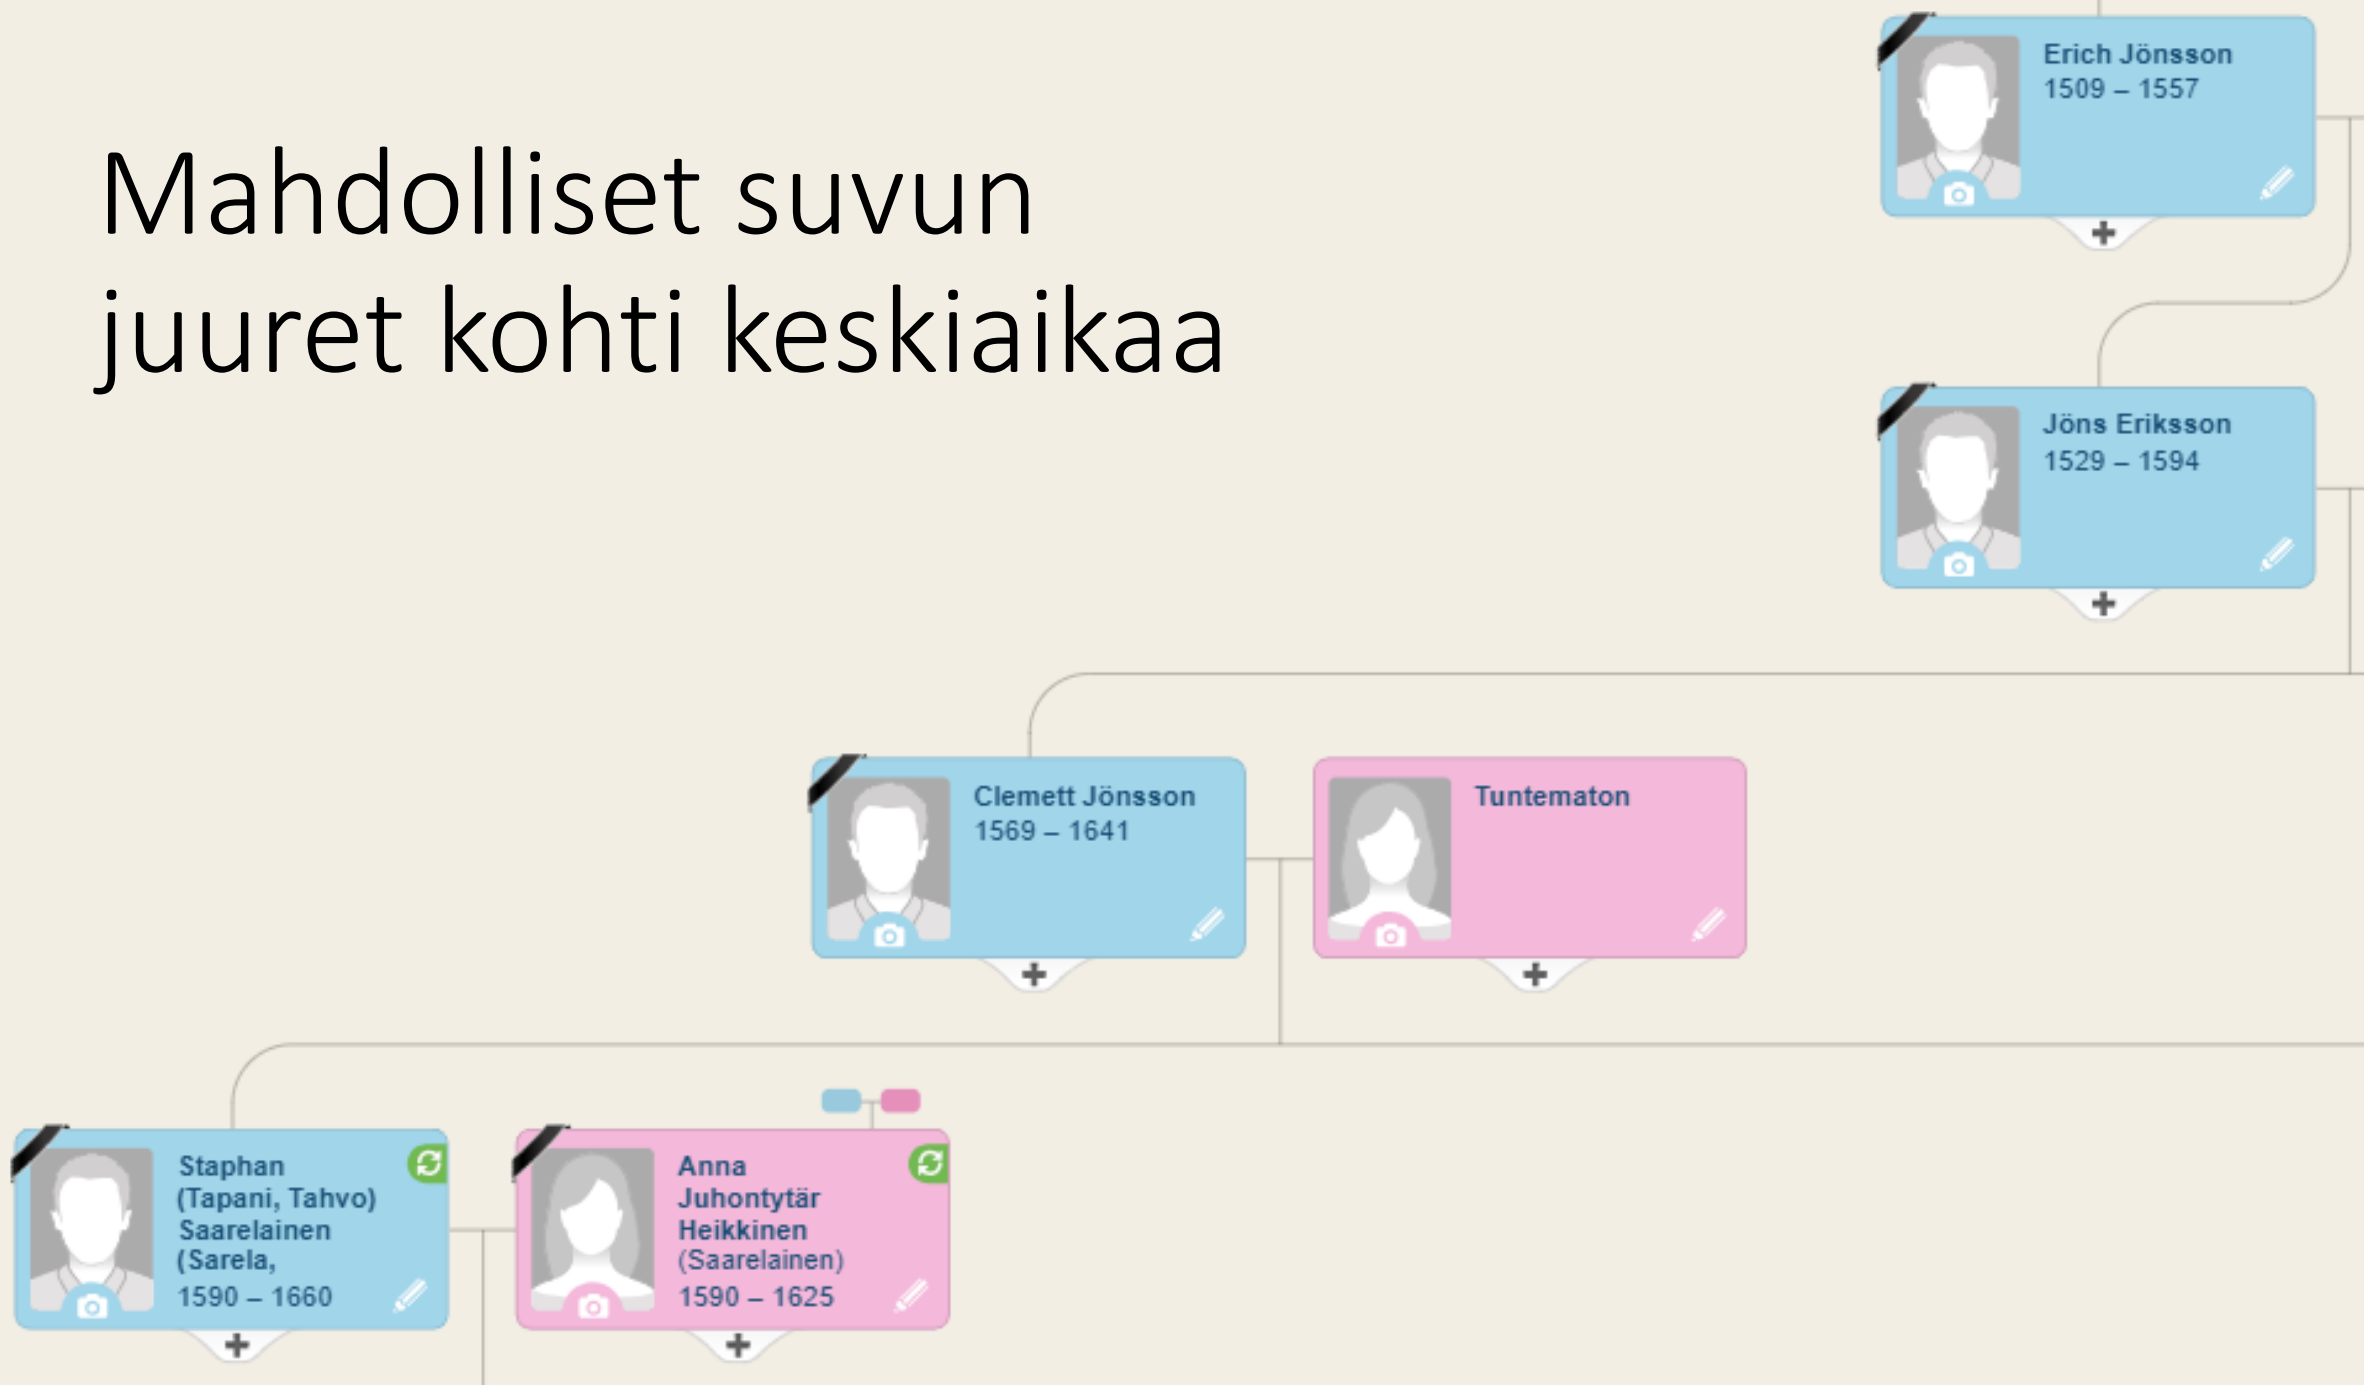 Mahdolliset suvun
juuret kohti keskiaikaa
Erich Jönsson
1509 – 1557
Jöns Eriksson
1529 – 1594
Clemett Jönsson
1569 – 1641
Tuntematon
Staphan
(Tapani, Tahvo)
Saarelainen
(Sarela,
1590 – 1660
Anna
Juhontytär
Heikkinen
(Saarelainen)
1590 – 1625